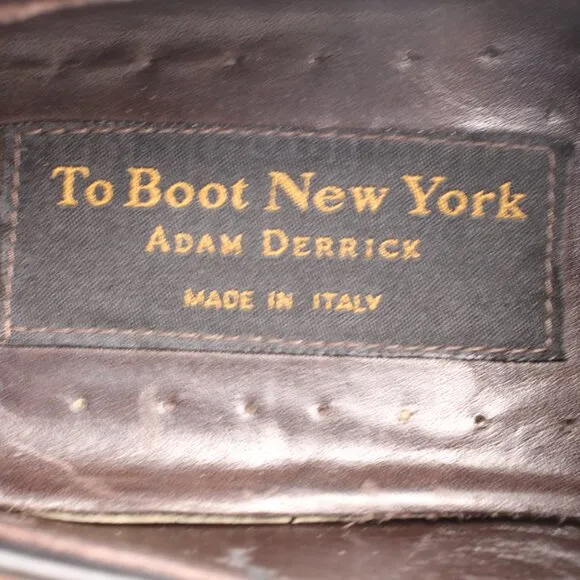 To Boot New York
ADAM DERRICK
MADE IN ITALY